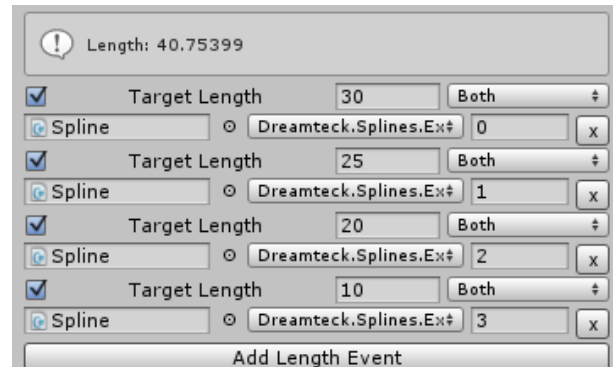 Length: 40.75399
Target Length 30 Both
Spline Dreamteck.Splines.Ex 0 x
Target Length 25 Both
Spline Dreamteck.Splines.Ex 1 x
Target Length 20 Both
Spline Dreamteck.Splines.Ex 2 x
Target Length 10 Both
Spline Dreamteck.Splines.Ex 3 x
Add Length Event